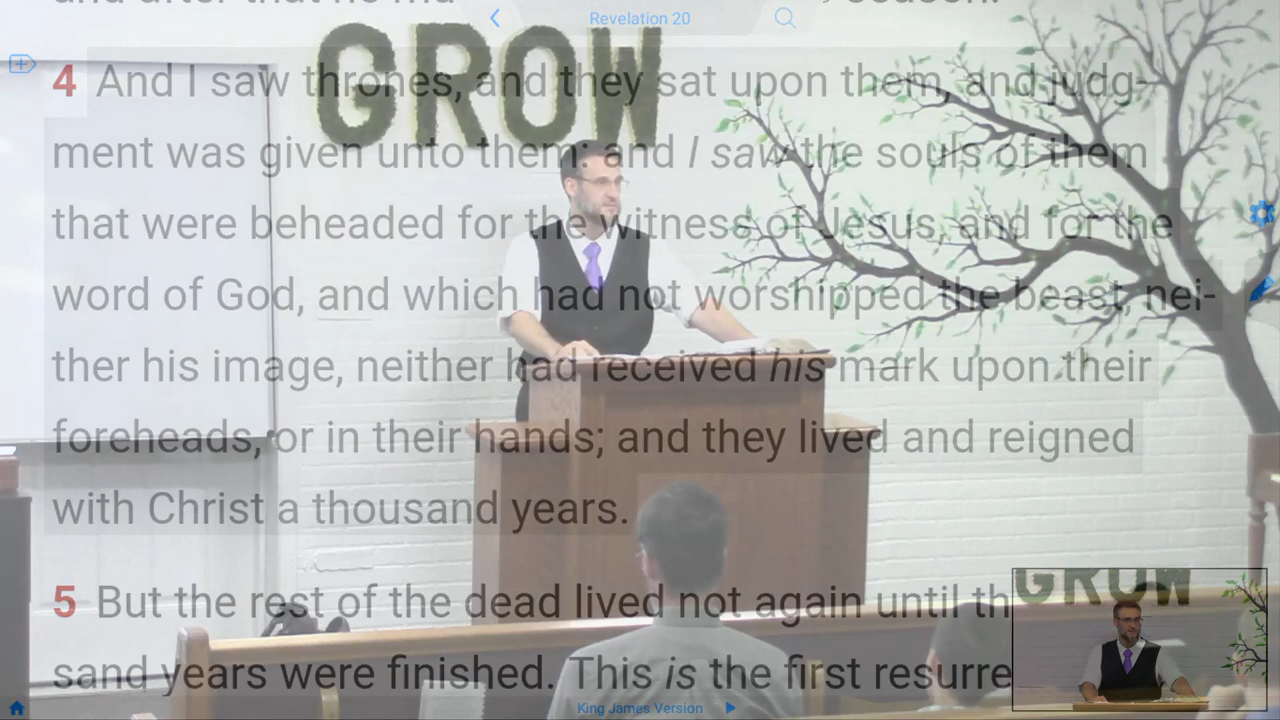 Revelation 20
GROW
4 And I saw thrones, and they sat upon them, and judg-
ment was given unto them: and I saw the souls of them
that were beheaded for the witness of Jesus, and for the
word of God, and which had not worshipped the beast, nei-
ther his image, neither had received his mark upon their
foreheads, or in their hands; and they lived and reigned
with Christ a thousand years.
5 But the rest of the dead lived not again until th
sand years were finished. This is the first resurre
GROW
King James Version